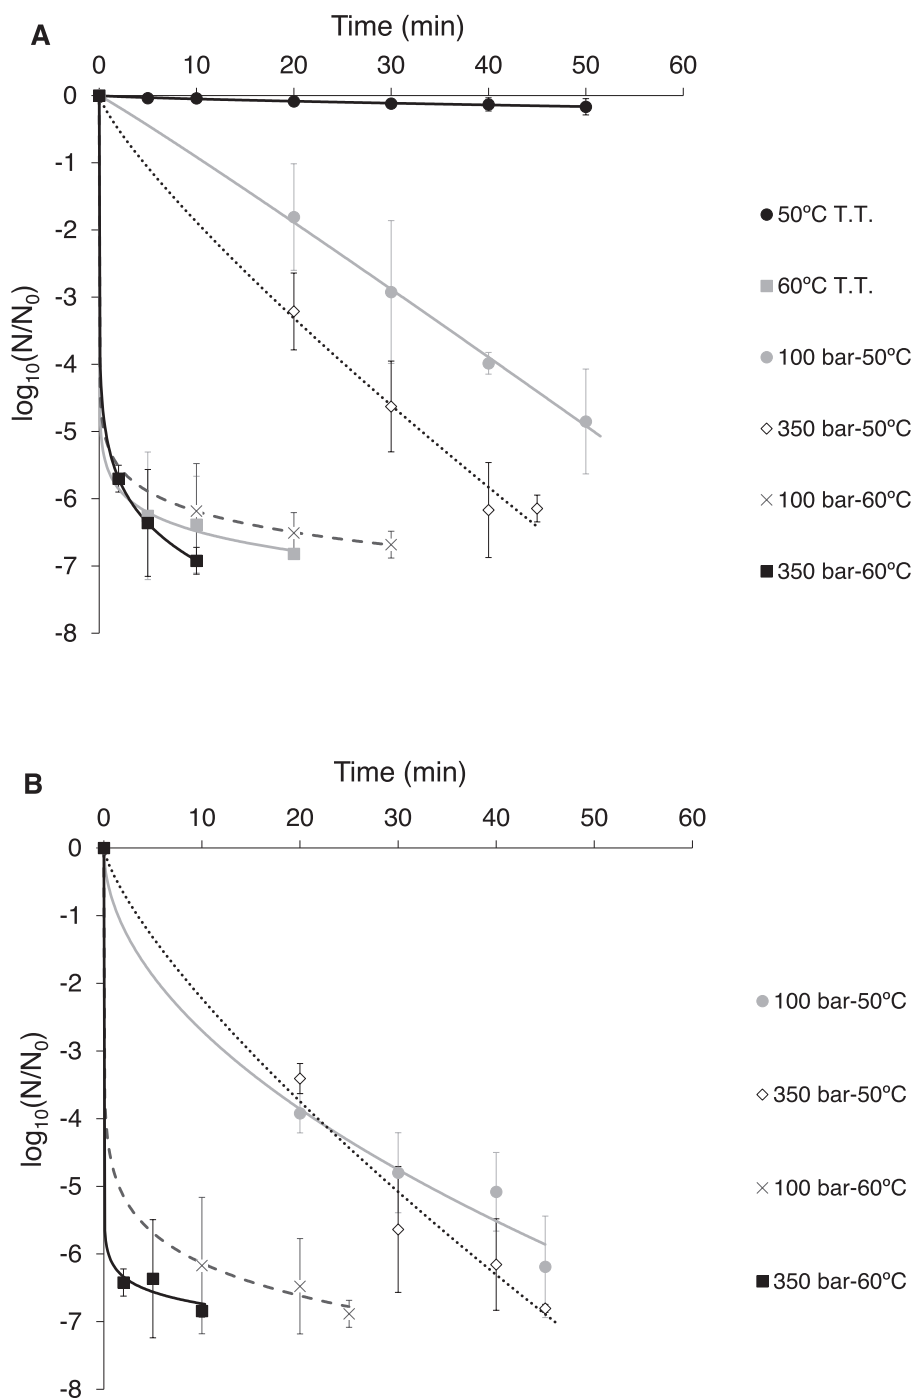 A
Time (min)
0 10 20 30 40 50 60
0
-1
-2
-3
-4
-5
-6
-7
-8
log10(N/N0)
50ºC T.T.
60ºC T.T.
100 bar-50ºC
350 bar-50ºC
100 bar-60ºC
350 bar-60ºC
B
Time (min)
0 10 20 30 40 50 60
0
-1
-2
-3
-4
-5
-6
-7
-8
log10(N/N0)
100 bar-50ºC
350 bar-50ºC
100 bar-60ºC
350 bar-60ºC